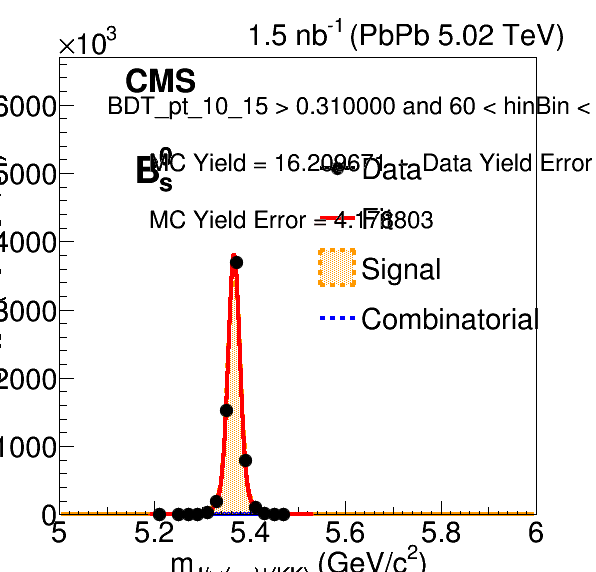 ×10³
1.5 nb⁻¹ (PbPb 5.02 TeV)
CMS
BDT_pt_10_15 > 0.310000 and 60 < hinBin <
B⁰s
MC Yield = 16.209671 Data Yield Error
Data
MC Yield Error = 4.178803
Fit
Signal
Combinatorial
6000
5000
4000
3000
2000
1000
0
5 5.2 5.4 5.6 5.8 6
m (GeV/c²)